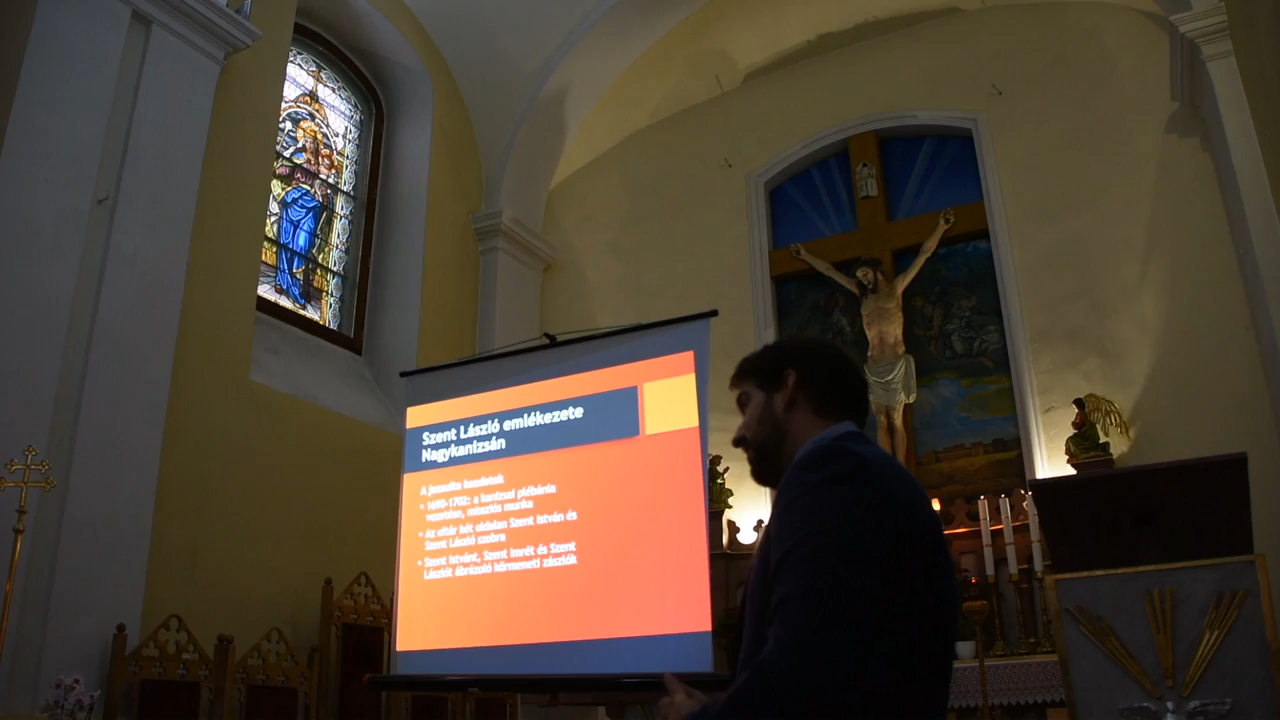 Szent László emlékezete
Nagykanizsán
A jezsuita kezdetek
• 1690-1702: a kanizsai plébánia
vezetése, missziós munka
• Az oltár két oldalán Szent István és
Szent László szobra
• Szent Istvánt, Szent Imrét és Szent
Lászlót ábrázoló körmeneti zászlók